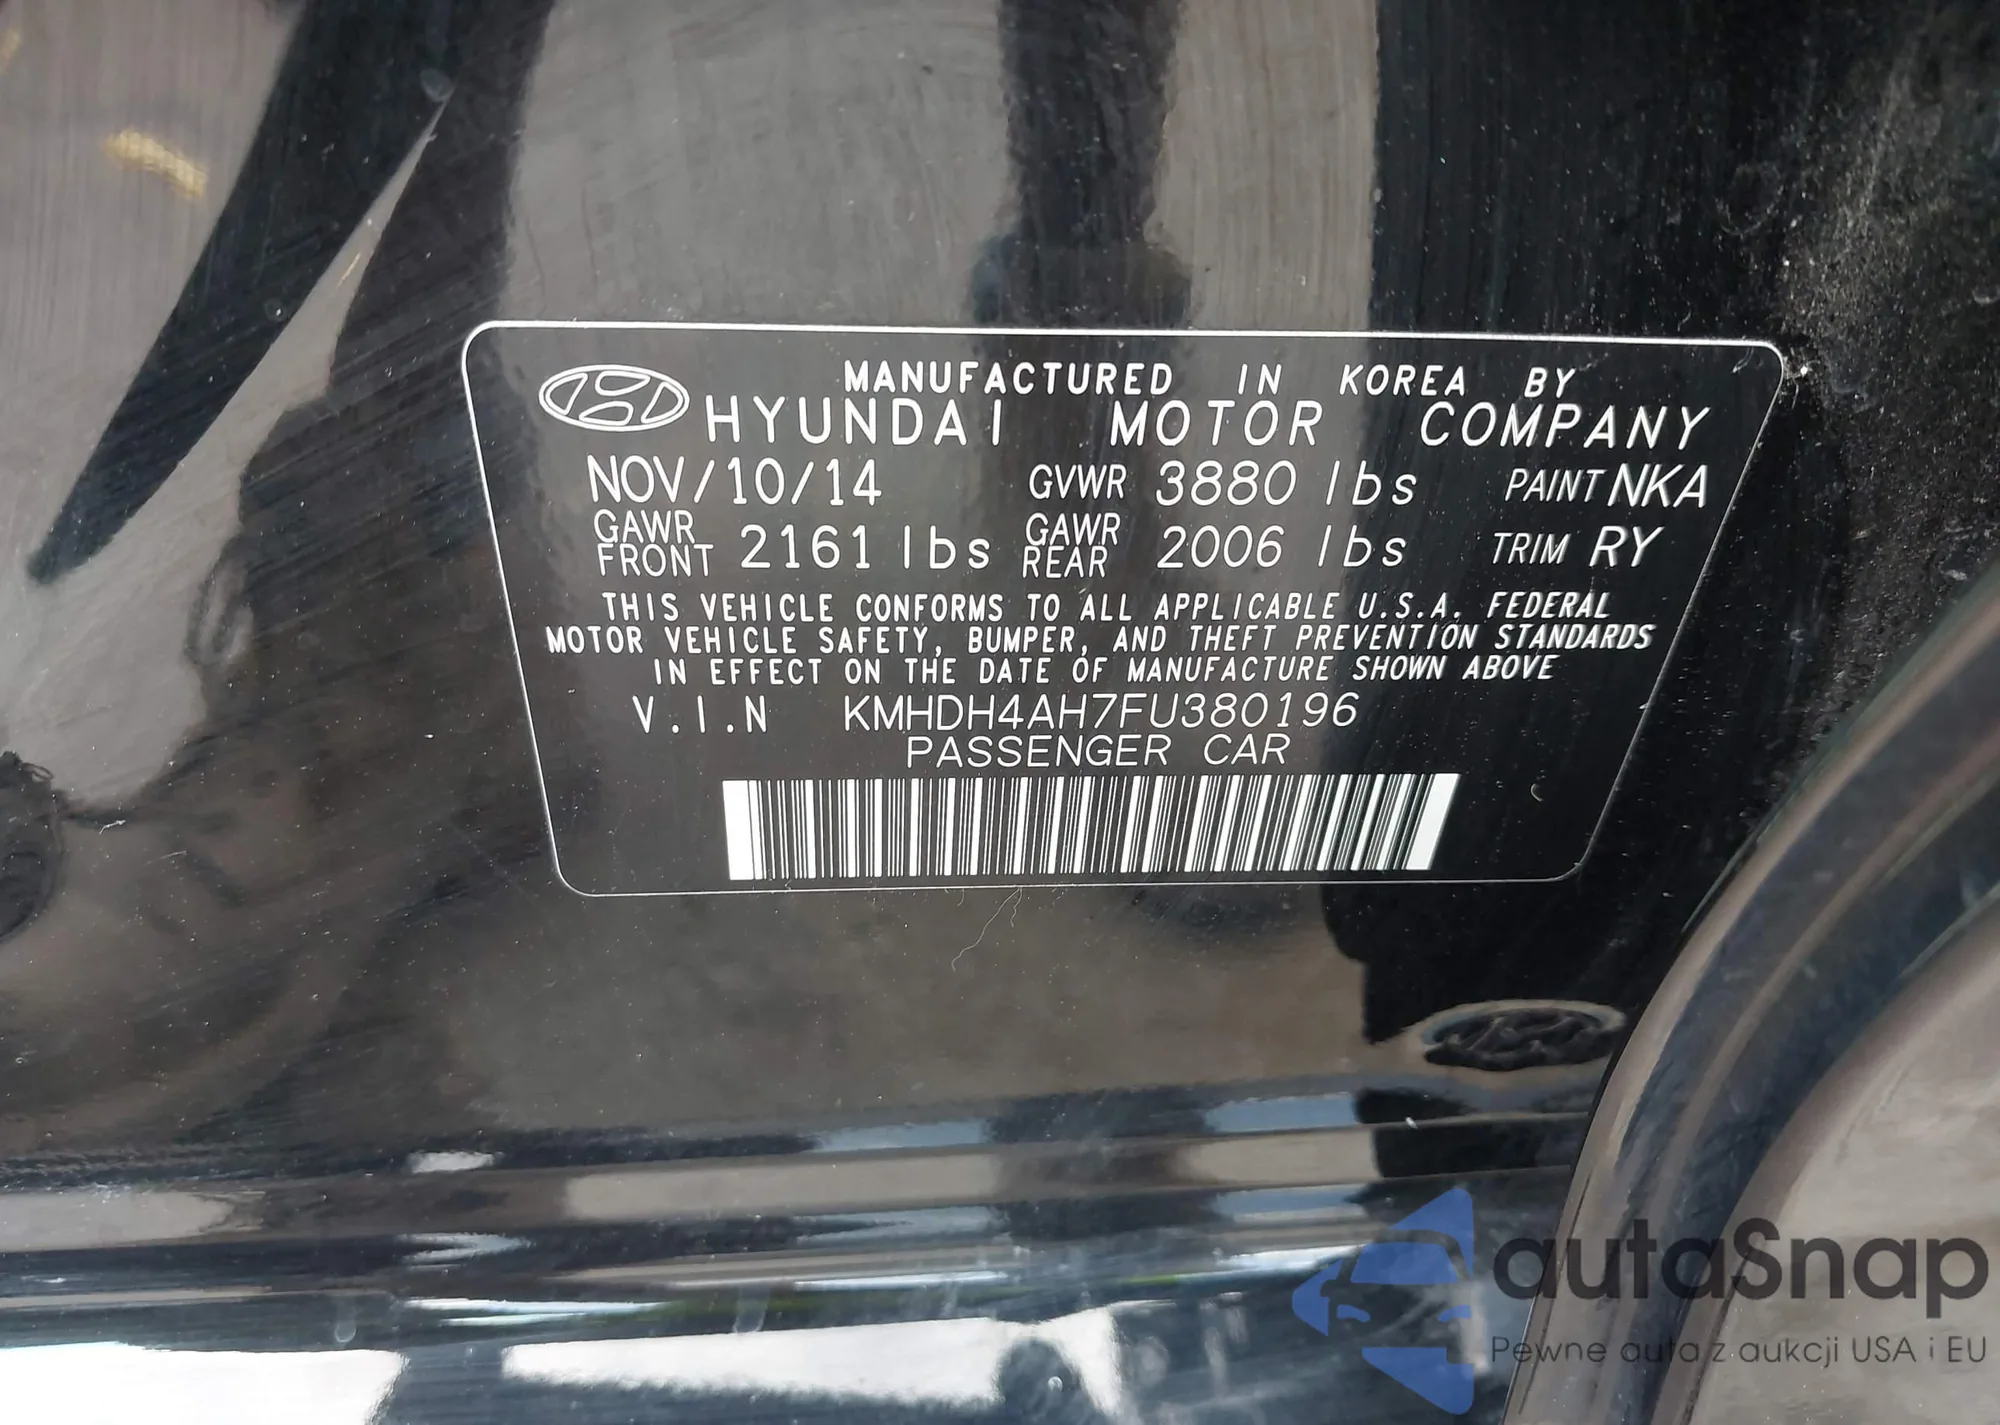 MANUFACTURED IN KOREA BY
HYUNDAI MOTOR COMPANY
NOV/10/14 GVWR 3880 lbs PAINT NKA
GAWR FRONT 2161 lbs GAWR REAR 2006 lbs TRIM RY
THIS VEHICLE CONFORMS TO ALL APPLICABLE U.S.A. FEDERAL
MOTOR VEHICLE SAFETY, BUMPER, AND THEFT PREVENTION STANDARDS
IN EFFECT ON THE DATE OF MANUFACTURE SHOWN ABOVE
V.I.N KMHDH4AH7FU380196
PASSENGER CAR
autaSnap
Pewne auta z aukcji USA i EU